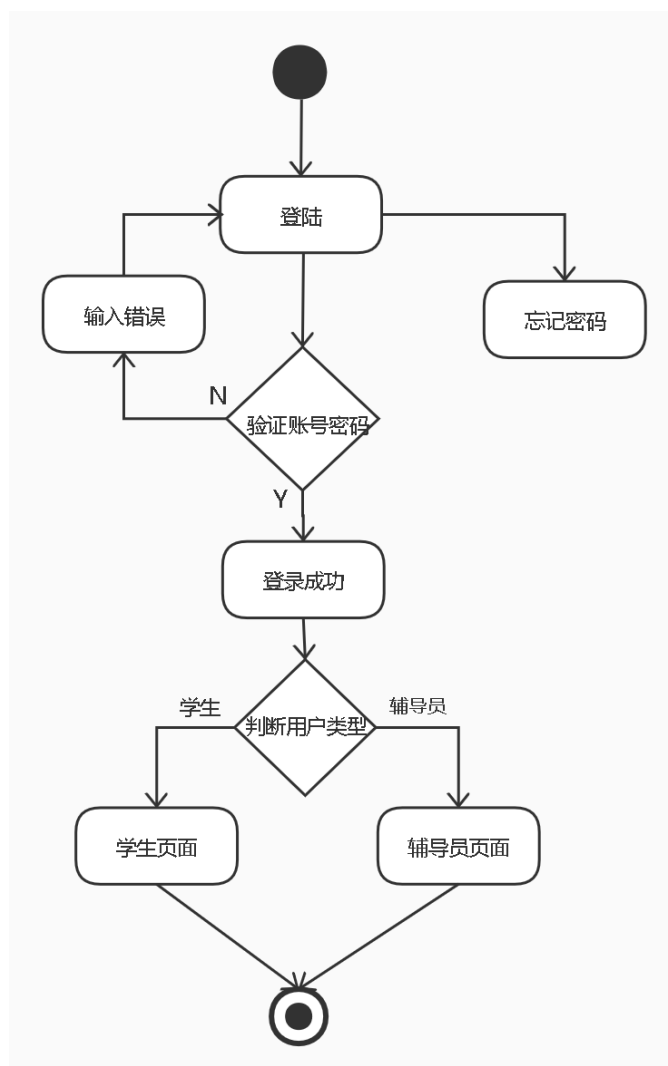 登陆
输入错误
忘记密码
N
验证账号密码
Y
登录成功
学生
辅导员
判断用户类型
学生页面
辅导员页面